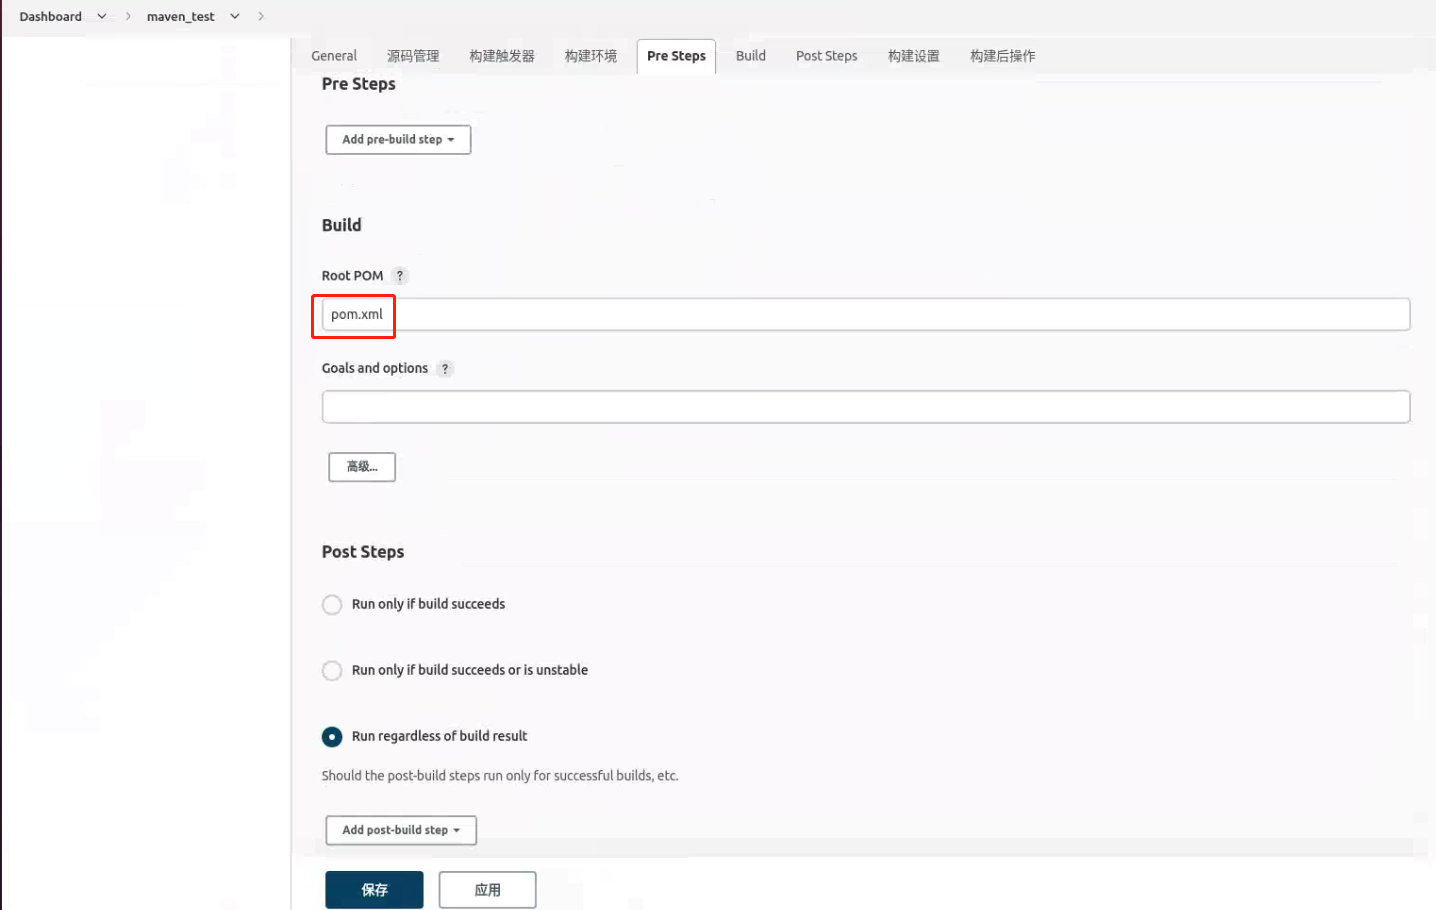 Dashboard maven_test
General 源码管理 构建触发器 构建环境 Pre Steps Build Post Steps 构建设置 构建后操作
Pre Steps
Add pre-build step
Build
Root POM ?
pom.xml
Goals and options ?
高级...
Post Steps
Run only if build succeeds
Run only if build succeeds or is unstable
Run regardless of build result
Should the post-build steps run only for successful builds, etc.
Add post-build step
保存 应用